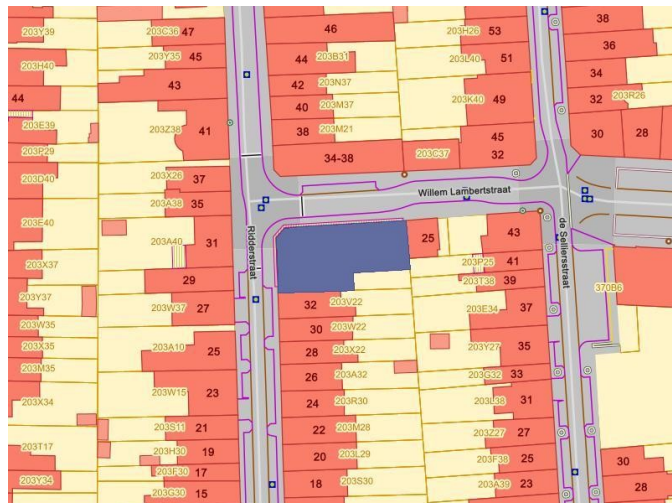 203Y39
203C36
47
46
203H26
53
38
203Y35
45
44
203B31
203L40
51
36
203H40
43
42
203N37
34
44
40
203M37
203K40
49
32
203R26
203E39
203Z38
41
38
203M21
45
30
28
203P29
34-38
203C37
32
203D40
203X26
37
Willem Lambertstraat
203A38
35
203E40
31
Ridderstraat
25
43
de Selliersstraat
203A40
203X37
203P25
41
29
203T38
39
370B6
203Y37
203W37
27
32
203V22
203E34
37
203W35
30
203W22
203X35
203A10
25
28
203X22
203Y27
35
203M35
26
203A32
203G32
33
203X34
203W15
23
24
203R30
203L38
31
203S11
21
22
203M28
203Z27
27
203T17
203H30
19
20
203L29
203F38
25
30
203Y34
203F30
17
18
203S30
203A39
23
28
203G30
15